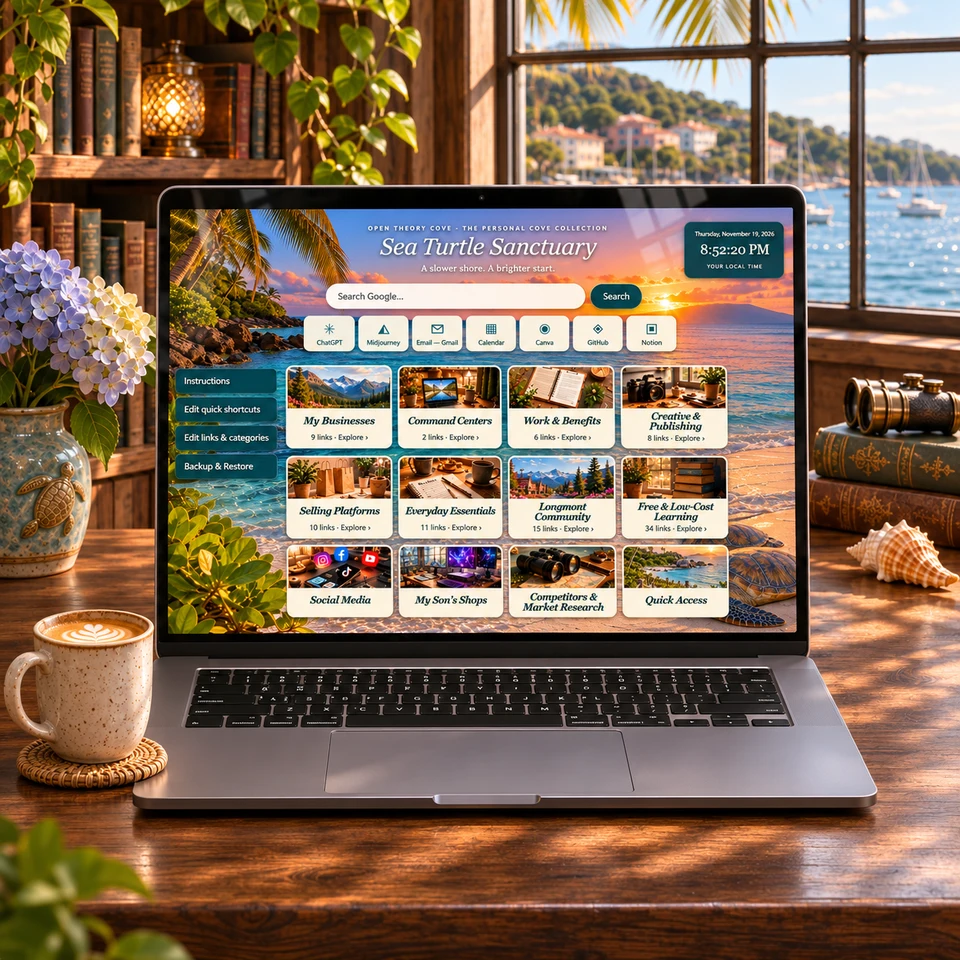 OPEN THEORY COVE - THE PERSONAL COVE COLLECTION
Sea Turtle Sanctuary
A slower shore. A brighter start.
Thursday, November 19, 2026
8:52:20 PM
YOUR LOCAL TIME
Search Google...
Search
ChatGPT
Midjourney
Email — Gmail
Calendar
Canva
GitHub
Notion
Instructions
Edit quick shortcuts
Edit links & categories
Backup & Restore
My Businesses
9 links · Explore ›
Command Centers
2 links · Explore ›
Work & Benefits
6 links · Explore ›
Creative &
Publishing
8 links · Explore ›
Selling Platforms
10 links · Explore ›
Everyday Essentials
11 links · Explore ›
Longmont
Community
15 links · Explore ›
Free & Low-Cost
Learning
34 links · Explore ›
Social Media
My Son's Shops
Competitors &
Market Research
Quick Access